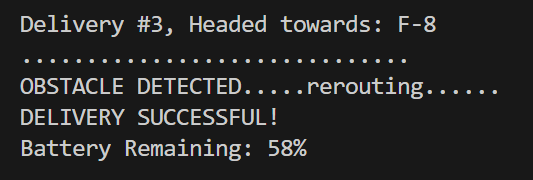 Delivery #3, Headed towards: F-8
..............................
OBSTACLE DETECTED.....rerouting......
DELIVERY SUCCESSFUL!
Battery Remaining: 58%